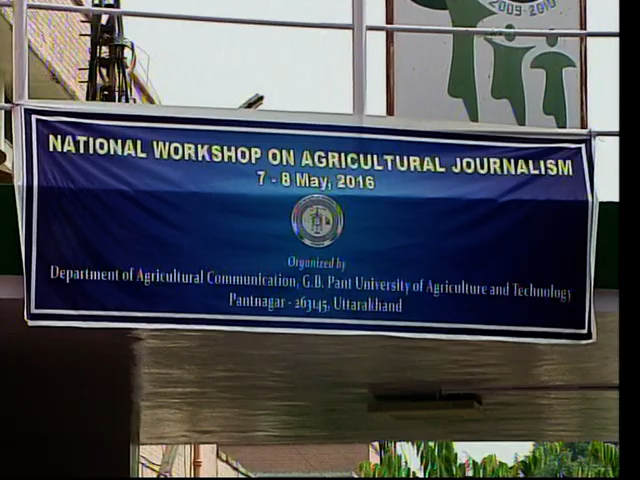 2009-2010
NATIONAL WORKSHOP ON AGRICULTURAL JOURNALISM
7 - 8 May, 2016
Organized by
Department of Agricultural Communication, G.B. Pant University of Agriculture and Technology
Pantnagar - 263145, Uttarakhand